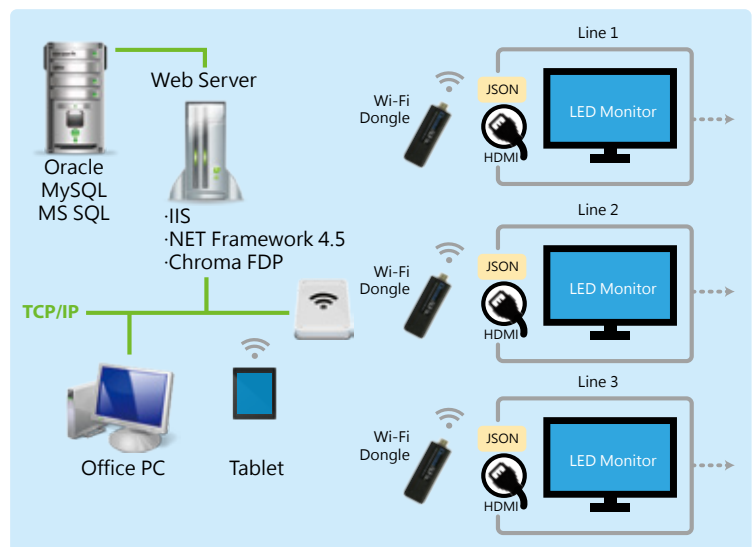 Web Server
Oracle
MySQL
MS SQL
·IIS
·NET Framework 4.5
·Chroma FDP
TCP/IP
Office PC
Tablet
Line 1
Wi-Fi
Dongle
JSON
HDMI
LED Monitor
Line 2
Wi-Fi
Dongle
JSON
HDMI
LED Monitor
Line 3
Wi-Fi
Dongle
JSON
HDMI
LED Monitor